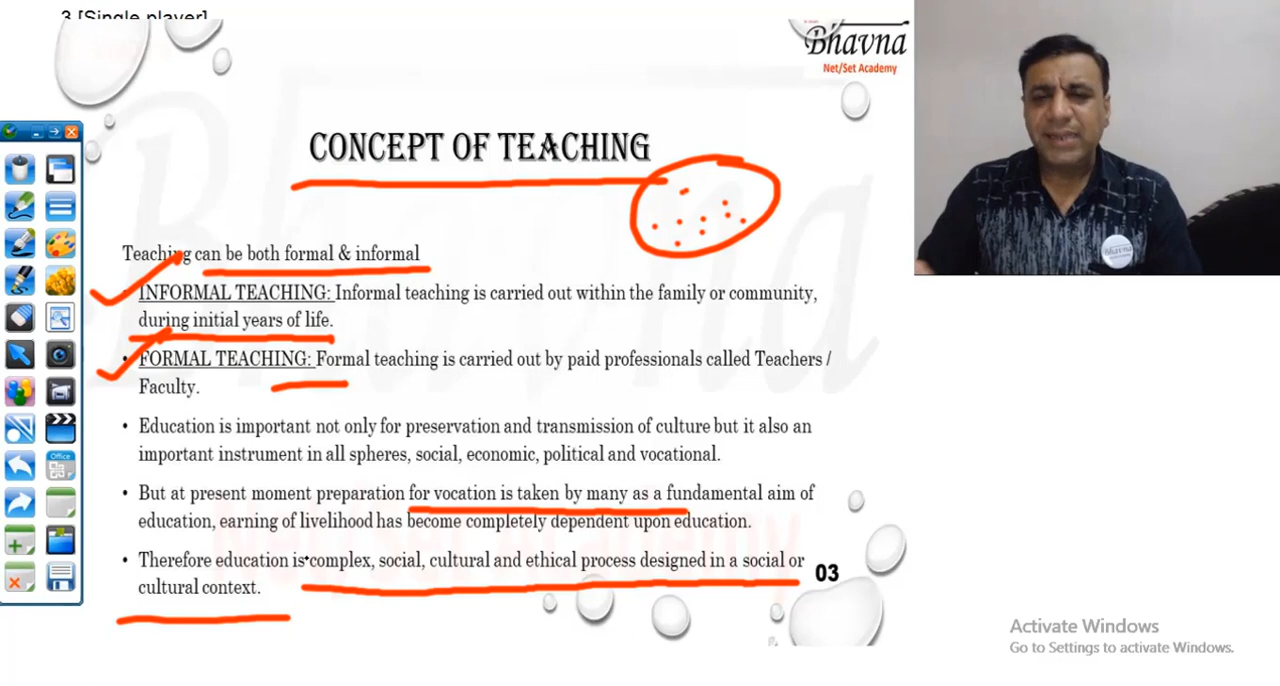 3 [Single player]
Bhavna
Net/Set Academy
CONCEPT OF TEACHING
Teaching can be both formal & informal
• INFORMAL TEACHING: Informal teaching is carried out within the family or community,
during initial years of life.
• FORMAL TEACHING: Formal teaching is carried out by paid professionals called Teachers /
Faculty.
• Education is important not only for preservation and transmission of culture but it also an
important instrument in all spheres, social, economic, political and vocational.
• But at present moment preparation for vocation is taken by many as a fundamental aim of
education, earning of livelihood has become completely dependent upon education.
• Therefore education is complex, social, cultural and ethical process designed in a social or
cultural context.
03
Office
Activate Windows
Go to Settings to activate Windows.